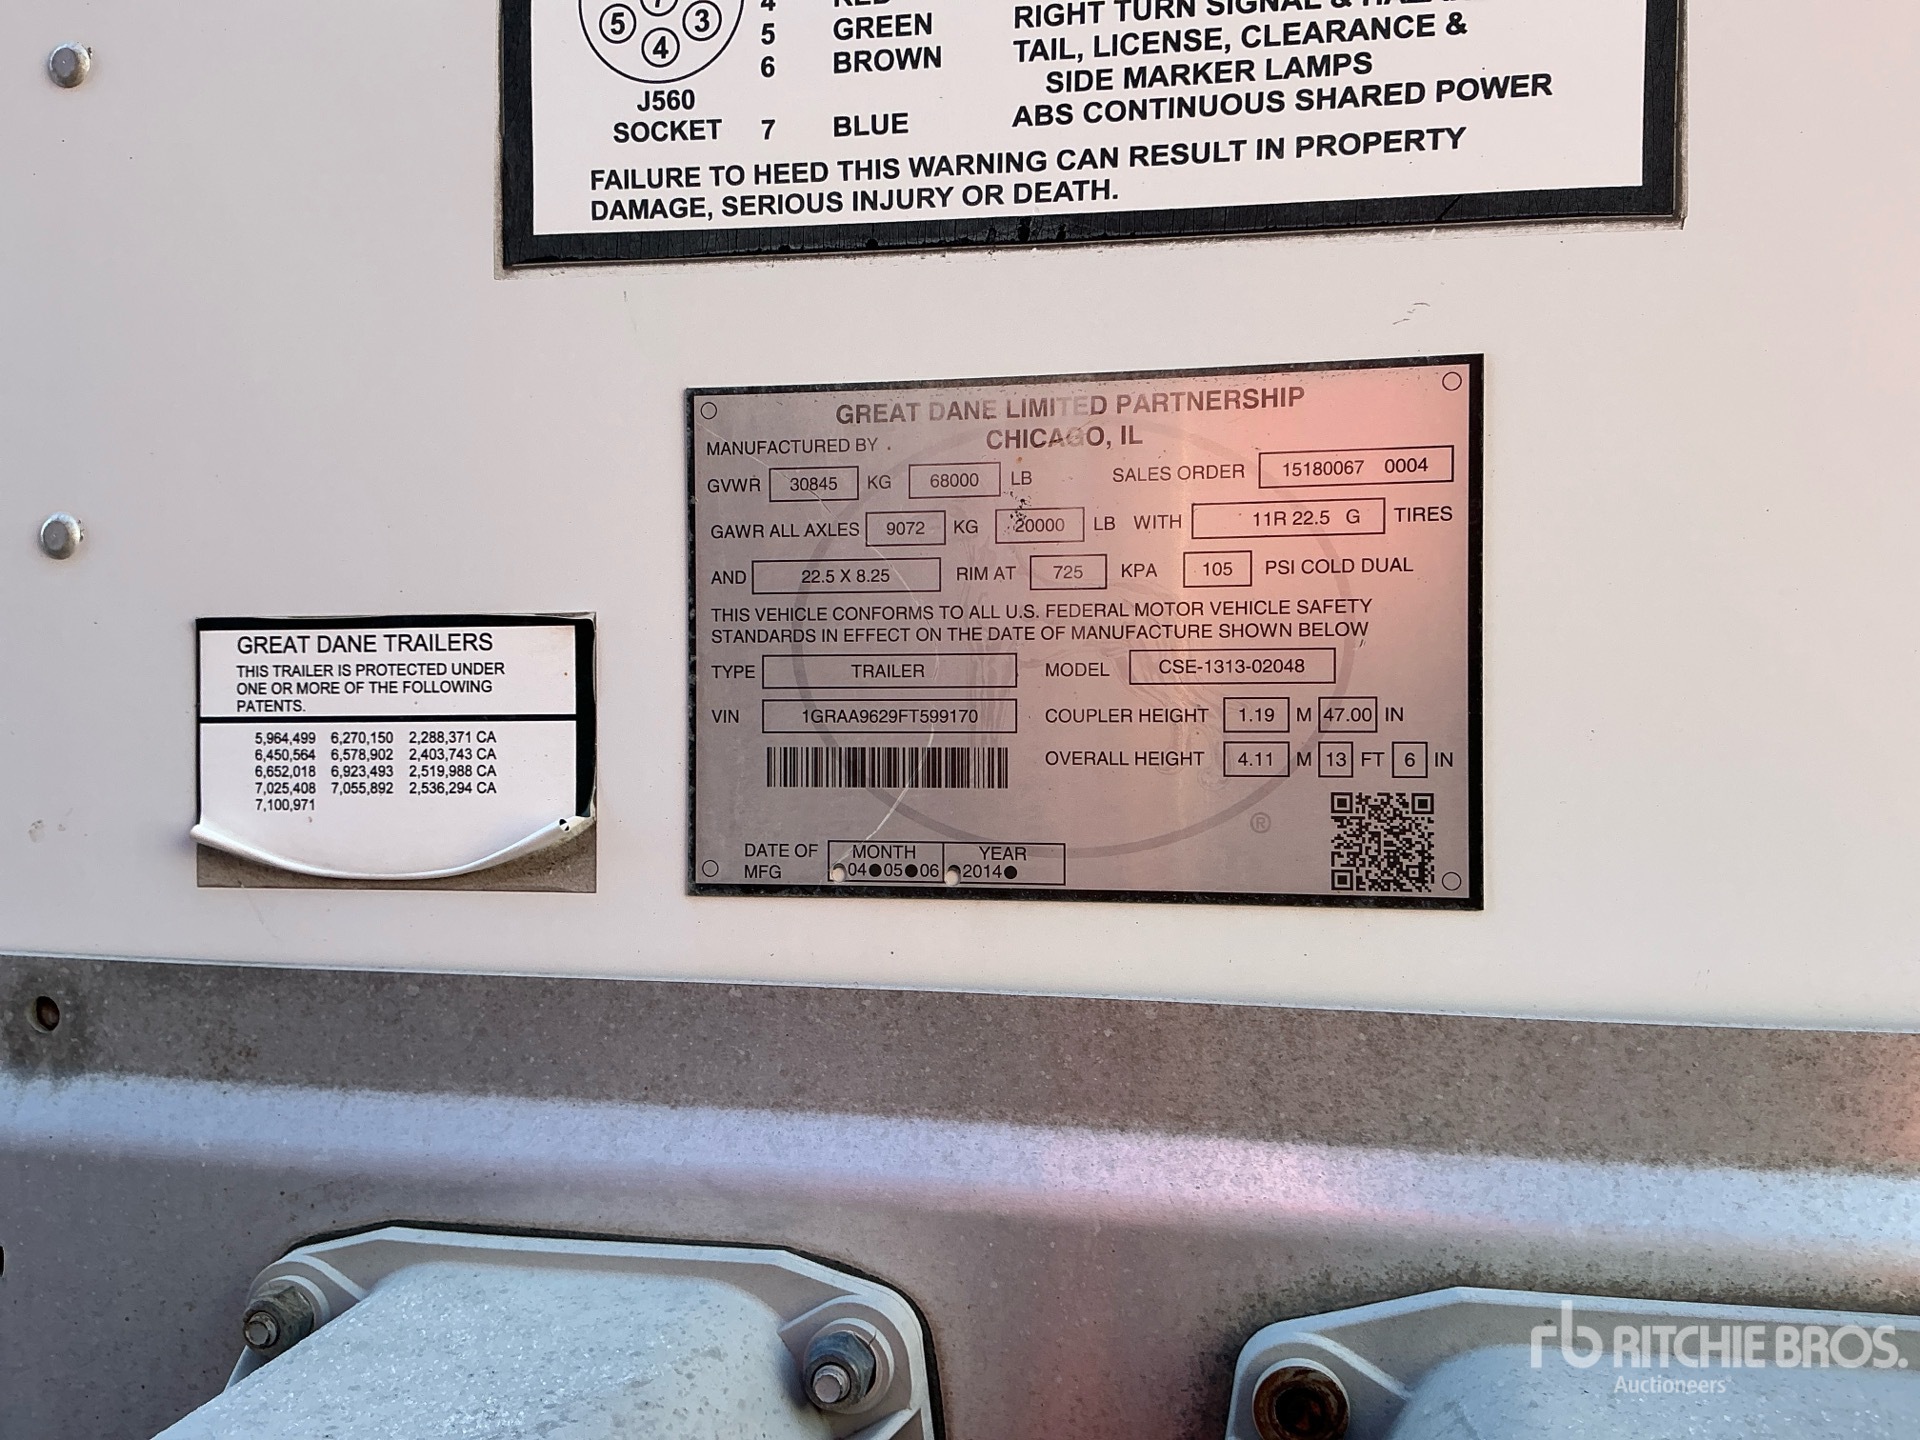 5 7 3
4
J560
SOCKET
4 RED
5 GREEN
6 BROWN
7 BLUE
RIGHT TURN SIGNAL &
TAIL, LICENSE, CLEARANCE &
SIDE MARKER LAMPS
ABS CONTINUOUS SHARED POWER
FAILURE TO HEED THIS WARNING CAN RESULT IN PROPERTY
DAMAGE, SERIOUS INJURY OR DEATH.
GREAT DANE TRAILERS
THIS TRAILER IS PROTECTED UNDER
ONE OR MORE OF THE FOLLOWING
PATENTS.
5,964,499 6,270,150 2,288,371 CA
6,450,564 6,578,902 2,403,743 CA
6,652,018 6,923,493 2,519,988 CA
7,025,408 7,055,892 2,536,294 CA
7,100,971
GREAT DANE LIMITED PARTNERSHIP
MANUFACTURED BY . CHICAGO, IL
GVWR 30845 KG 68000 LB SALES ORDER 15180067 0004
GAWR ALL AXLES 9072 KG 20000 LB WITH 11R 22.5 G TIRES
AND 22.5 X 8.25 RIM AT 725 KPA 105 PSI COLD DUAL
THIS VEHICLE CONFORMS TO ALL U.S. FEDERAL MOTOR VEHICLE SAFETY
STANDARDS IN EFFECT ON THE DATE OF MANUFACTURE SHOWN BELOW
TYPE TRAILER MODEL CSE-1313-02048
VIN 1GRAA9629FT599170 COUPLER HEIGHT 1.19 M 47.00 IN
OVERALL HEIGHT 4.11 M 13 FT 6 IN
®
DATE OF MONTH YEAR
MFG 04●05●06 2014●
rb RITCHIE BROS.
Auctioneers